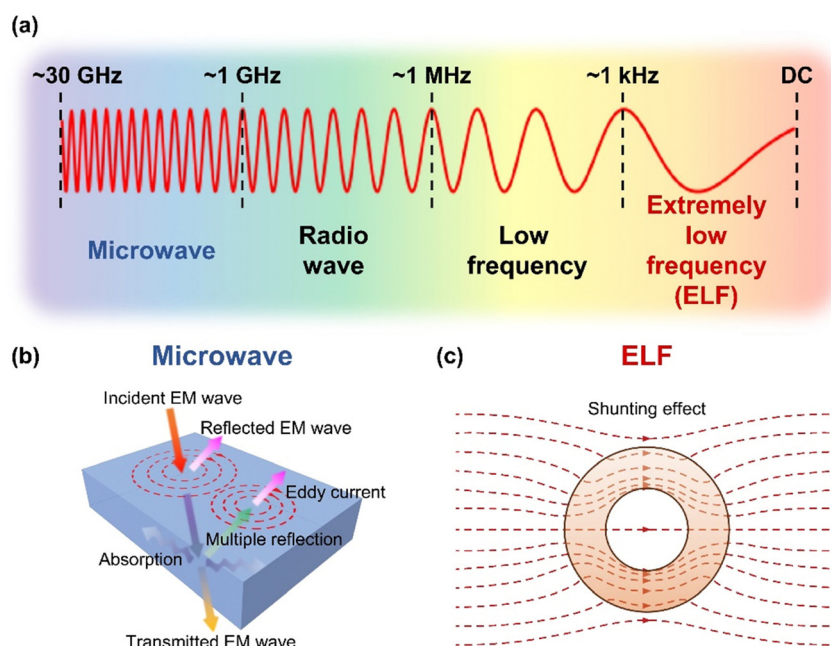 (a)
~30 GHz
~1 GHz
~1 MHz
~1 kHz
DC
Microwave
Radio
wave
Low
frequency
Extremely
low
frequency
(ELF)
(b)
Microwave
Incident EM wave
Reflected EM wave
Eddy current
Multiple reflection
Absorption
Transmitted EM wave
(c)
ELF
Shunting effect